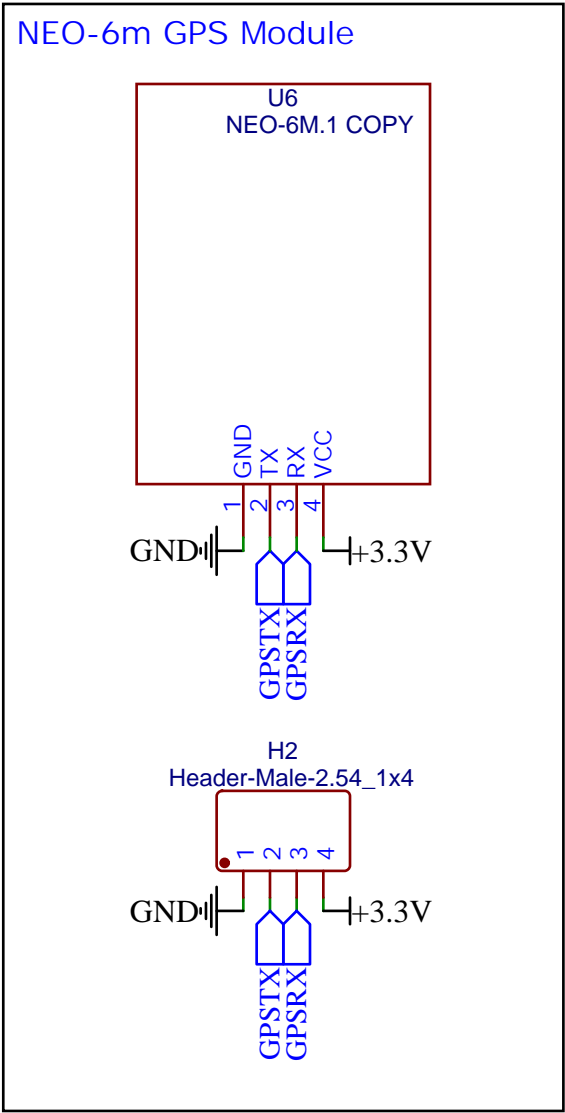 NEO-6m GPS Module
U6
NEO-6M.1 COPY
GND
TX
RX
VCC
1
2
3
4
GND
+3.3V
GPSTX
GPSRX
H2
Header-Male-2.54_1x4
1
2
3
4
GND
+3.3V
GPSTX
GPSRX